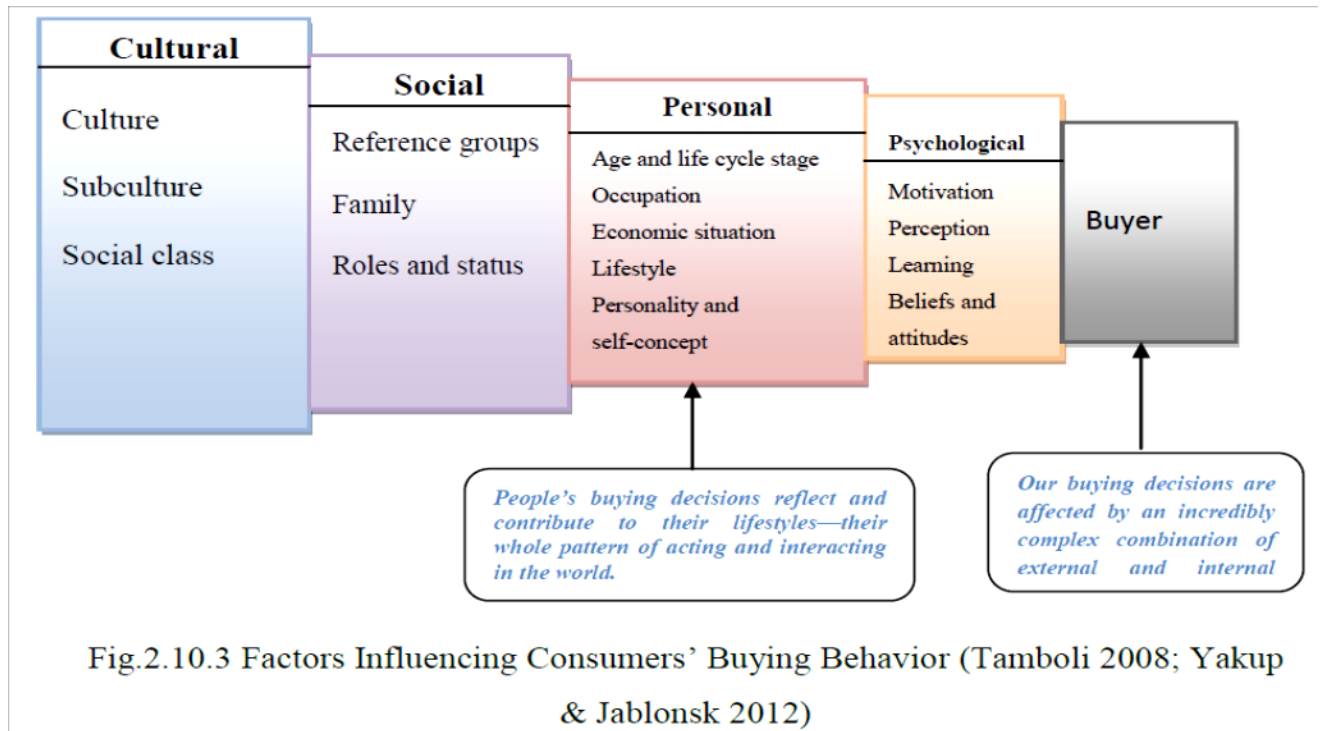 Cultural
Culture
Subculture
Social class
Social
Reference groups
Family
Roles and status
Personal
Age and life cycle stage
Occupation
Economic situation
Lifestyle
Personality and
self-concept
Psychological
Motivation
Perception
Learning
Beliefs and
attitudes
Buyer
People's buying decisions reflect and
contribute to their lifestyles—their
whole pattern of acting and interacting
in the world.
Our buying decisions are
affected by an incredibly
complex combination of
external and internal
Fig.2.10.3 Factors Influencing Consumers' Buying Behavior (Tamboli 2008; Yakup
& Jablonsk 2012)